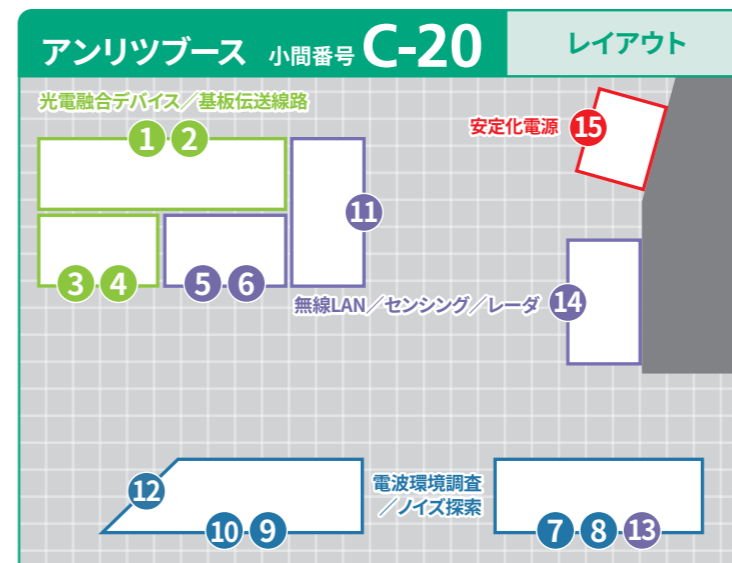 アンリツブース 小間番号 C-20
レイアウト
光電融合デバイス／基板伝送線路
1 2
安定化電源 15
11
3 4
5 6
無線LAN／センシング／レーダ 14
12
電波環境調査
／ノイズ探索
10 9
7 8 13